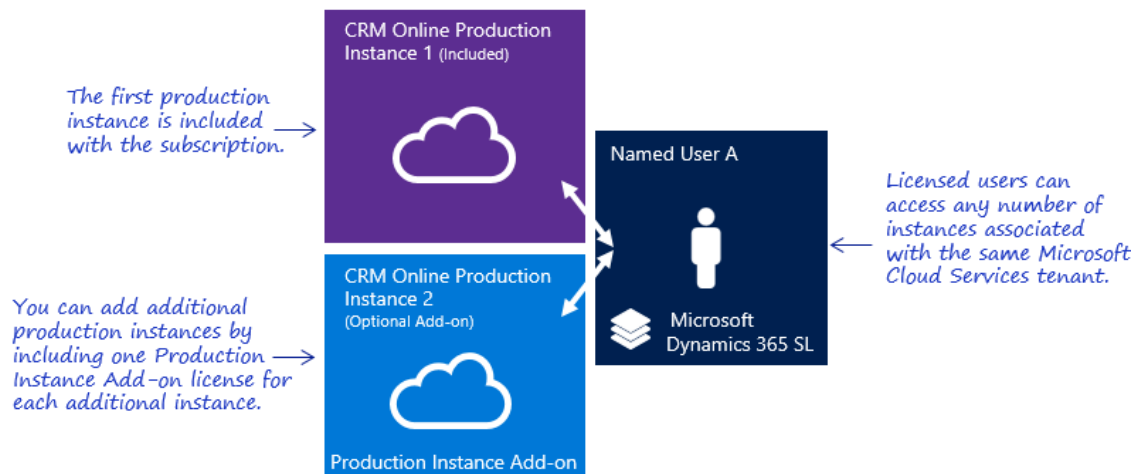 CRM Online Production
Instance 1 (Included)
The first production
instance is included
with the subscription.
Named User A
Microsoft
Dynamics 365 SL
Licensed users can
access any number of
instances associated
with the same Microsoft
Cloud Services tenant.
CRM Online Production
Instance 2
(Optional Add-on)
Production Instance Add-on
You can add additional
production instances by
including one Production
Instance Add-on license for
each additional instance.